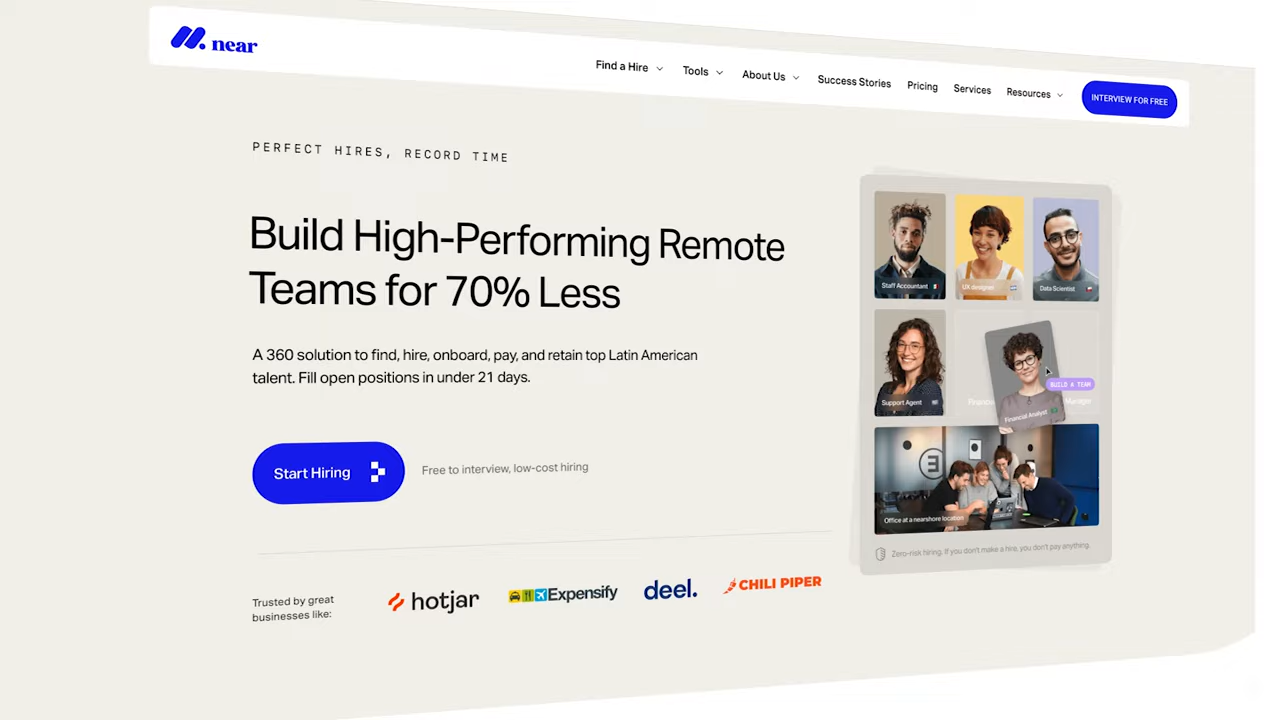 near
Find a Hire
Tools
About Us
Success Stories
Pricing
Services
Resources
INTERVIEW FOR FREE
PERFECT HIRES, RECORD TIME
Build High-Performing Remote
Teams for 70% Less
A 360 solution to find, hire, onboard, pay, and retain top Latin American
talent. Fill open positions in under 21 days.
Start Hiring
Free to interview, low-cost hiring
Trusted by great
businesses like:
hotjar
Expensify
deel.
CHILI PIPER
Staff Accountant
UX designer
Data Scientist
Support Agent
BUILD A TEAM
Manager
Financial Analyst
Office at a nearshore location
Zero-risk hiring. If you don't make a hire, you don't pay anything.